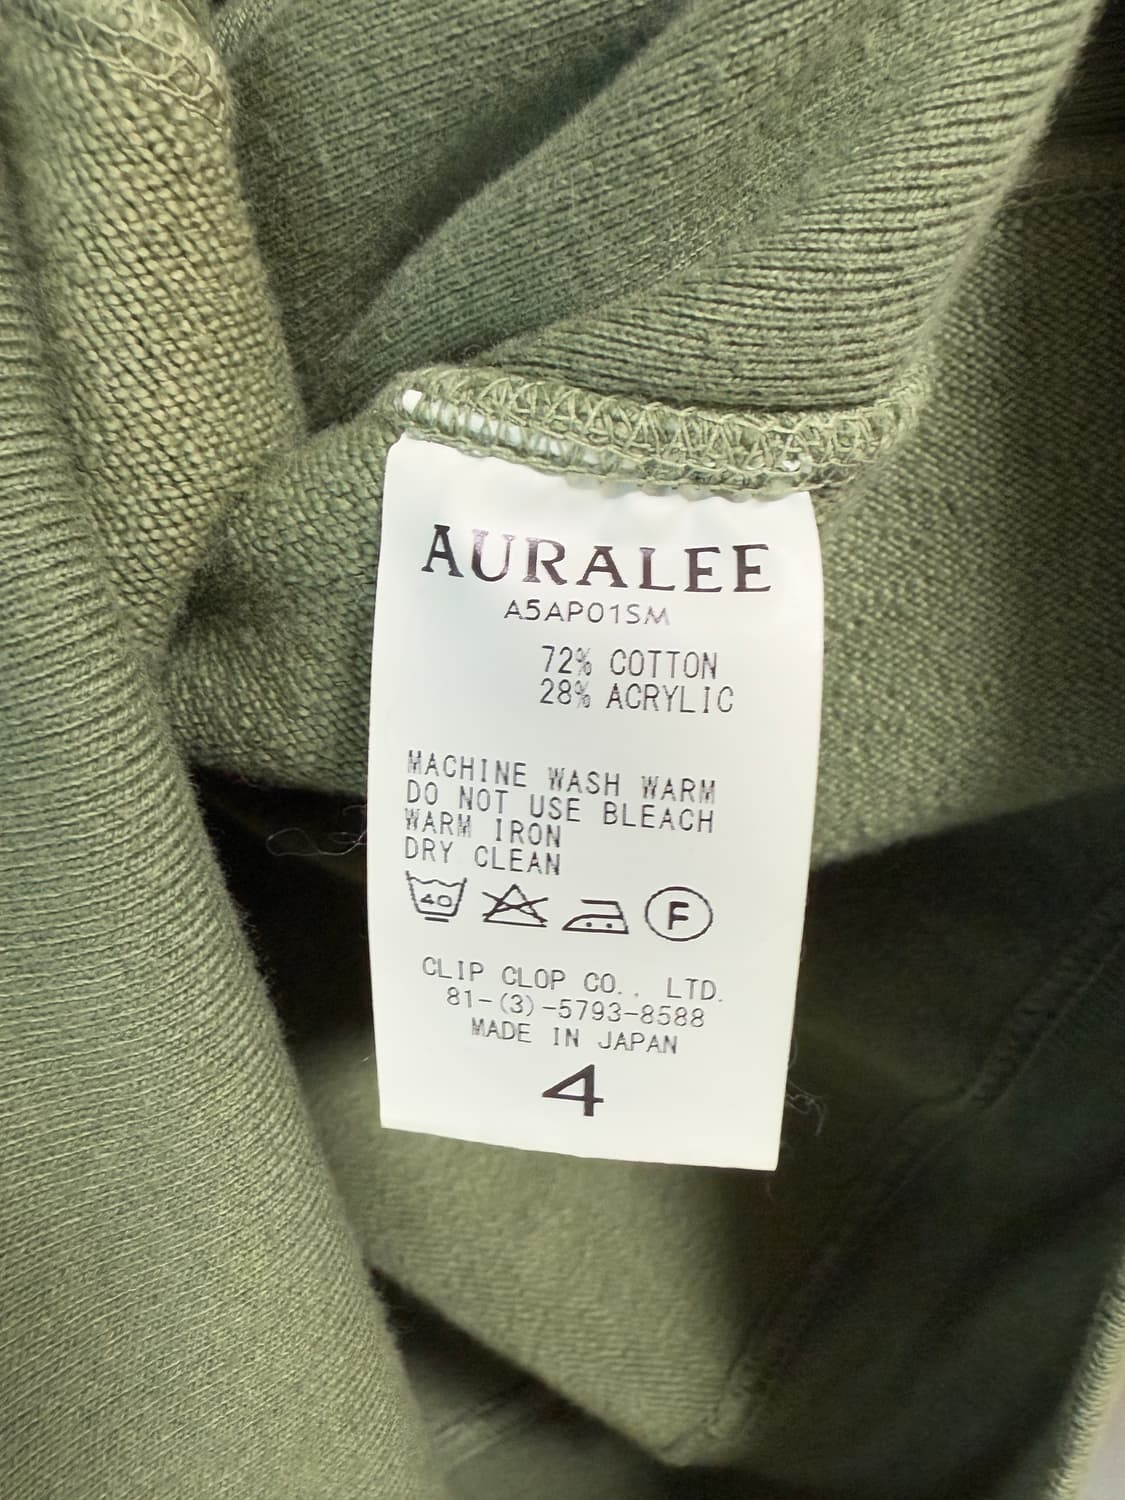 AURALEE
A5AP01SM
72% COTTON
28% ACRYLIC
MACHINE WASH WARM
DO NOT USE BLEACH
WARM IRON
DRY CLEAN
40 F
CLIP CLOP CO., LTD.
81-(3)-5793-8588
MADE IN JAPAN
4